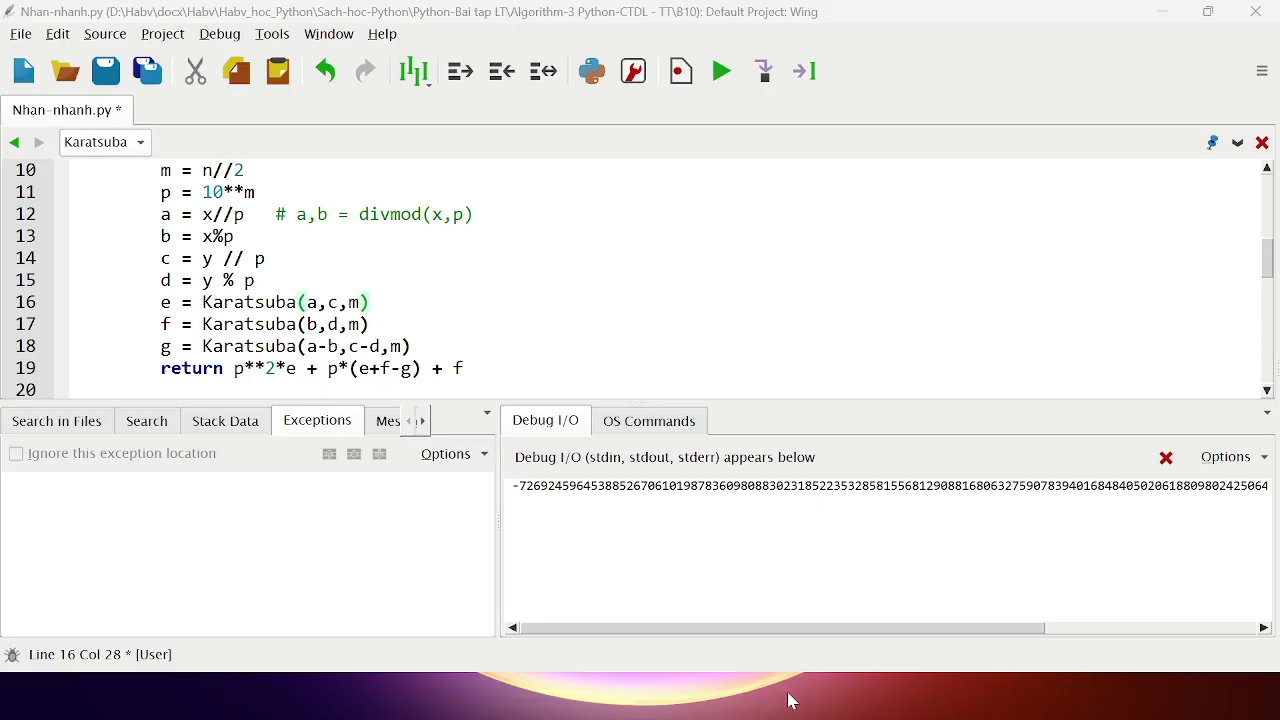 Nhan-nhanh.py (D:\Habv\docx\Habv\Habv_hoc_Python\Sach-hoc-Python\Python-Bai tap LT\Algorithm-3 Python-CTDL - TT\B10): Default Project: Wing
File Edit Source Project Debug Tools Window Help
Nhan-nhanh.py *
Karatsuba
10 m = n//2
11 p = 10**m
12 a = x//p # a,b = divmod(x,p)
13 b = x%p
14 c = y // p
15 d = y % p
16 e = Karatsuba(a,c,m)
17 f = Karatsuba(b,d,m)
18 g = Karatsuba(a-b,c-d,m)
19 return p**2*e + p*(e+f-g) + f
20
Search in Files Search Stack Data Exceptions Mes
Debug I/O OS Commands
Ignore this exception location Options
Debug I/O (stdin, stdout, stderr) appears below Options
Line 16 Col 28 * [User]